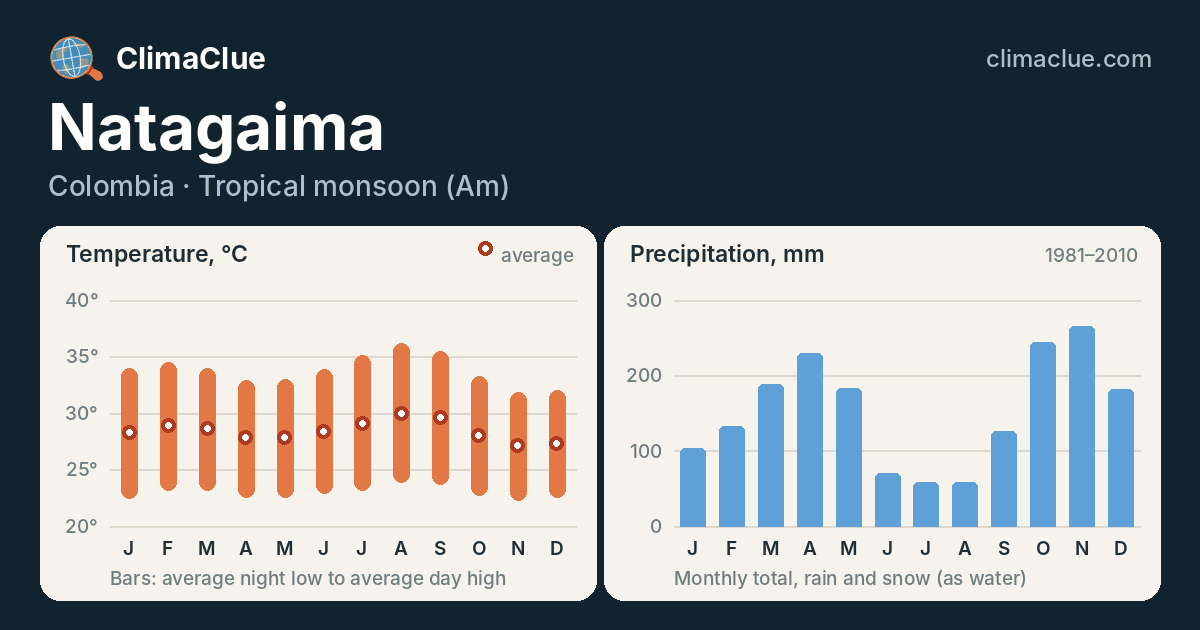 ClimaClue
climaclue.com
Natagaima
Colombia · Tropical monsoon (Am)
Temperature, °C
average
40°
35°
30°
25°
20°
J F M A M J J A S O N D
Bars: average night low to average day high
Precipitation, mm
1981–2010
300
200
100
0
J F M A M J J A S O N D
Monthly total, rain and snow (as water)